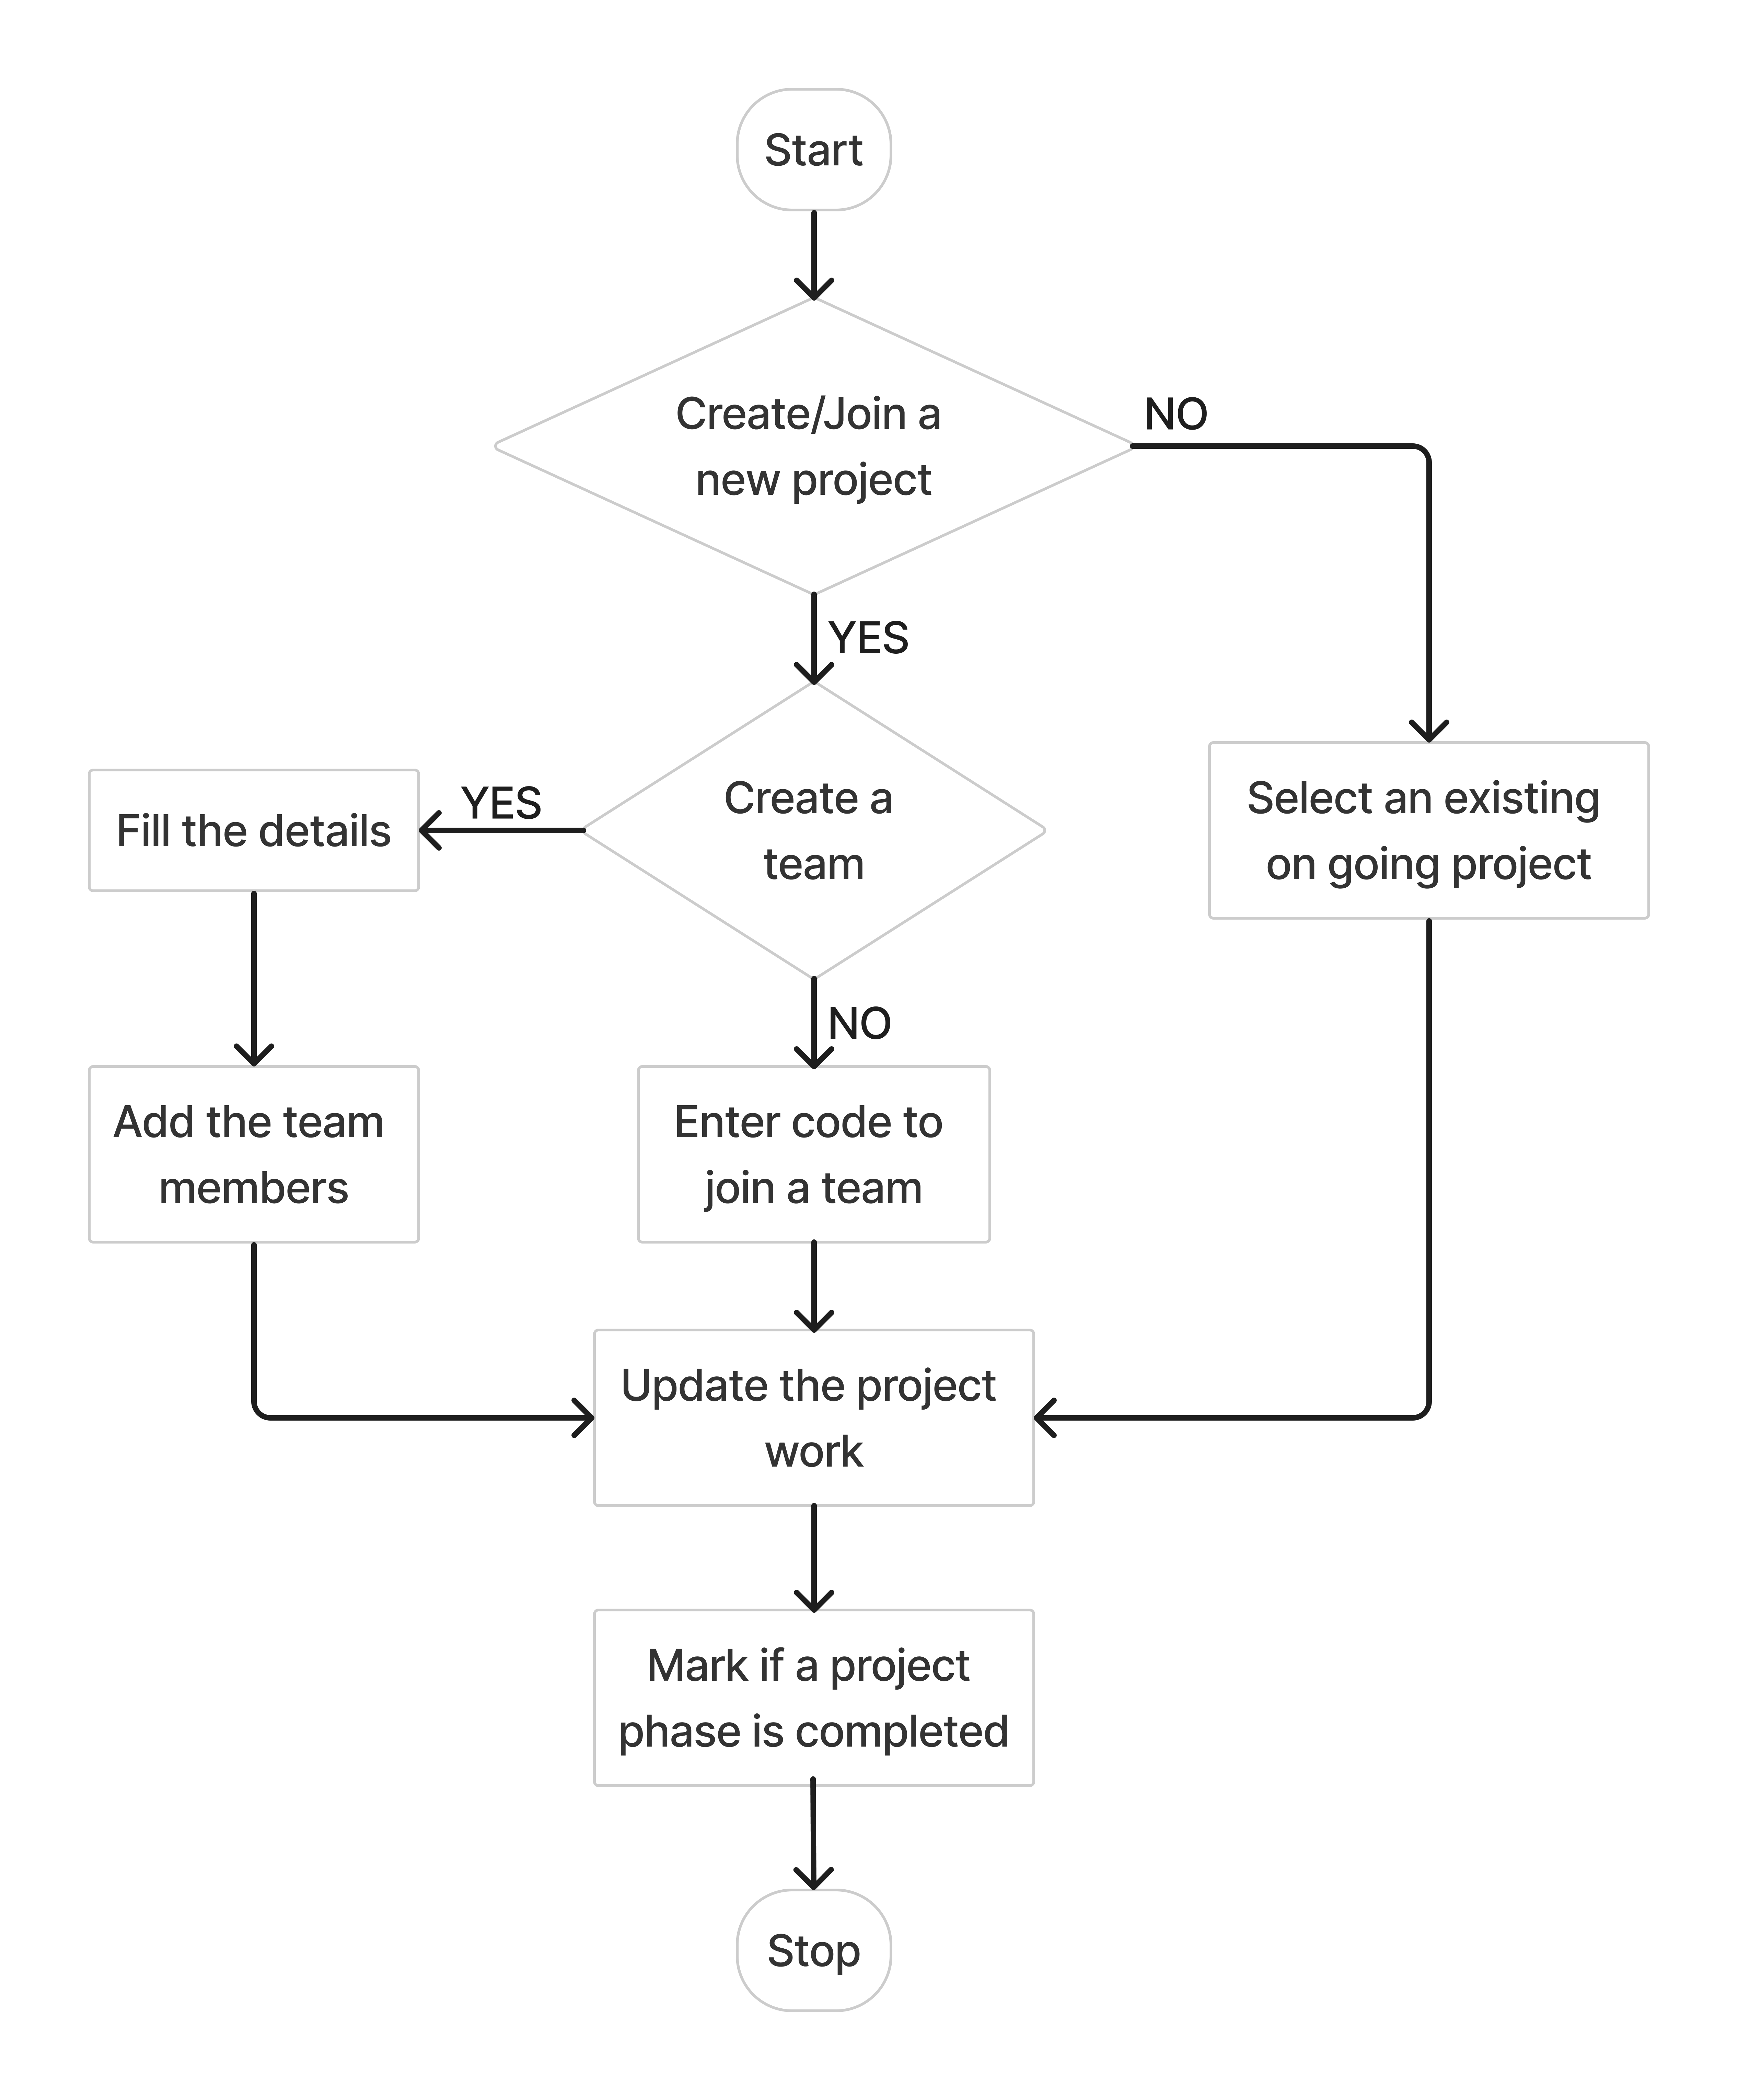 Start
Create/Join a
new project
NO
YES
Create a
team
YES
Fill the details
Select an existing
on going project
NO
Add the team
members
Enter code to
join a team
Update the project
work
Mark if a project
phase is completed
Stop